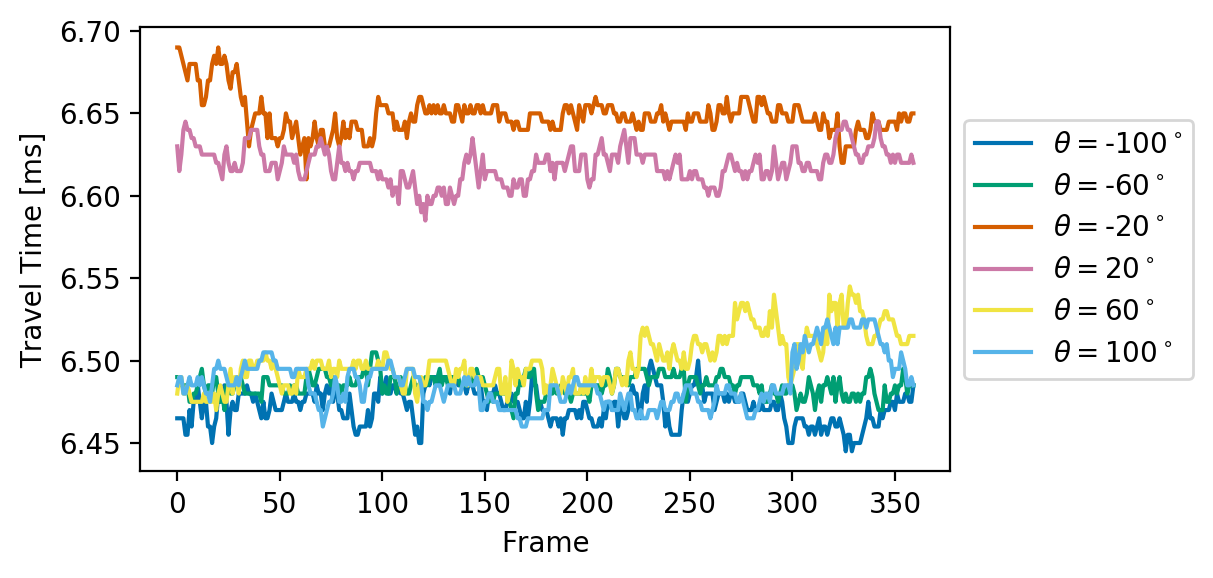 Travel Time [ms]
6.70
6.65
6.60
6.55
6.50
6.45
0 50 100 150 200 250 300 350
Frame
θ = -100°
θ = -60°
θ = -20°
θ = 20°
θ = 60°
θ = 100°